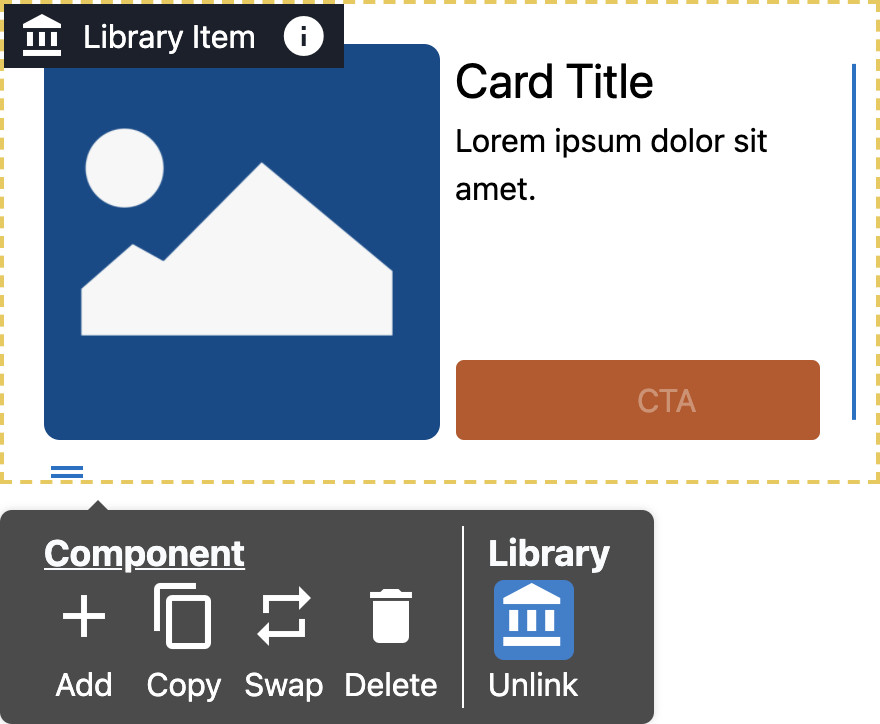 Library Item
Card Title
Lorem ipsum dolor sit
amet.
CTA
Component
Library
Add
Copy
Swap
Delete
Unlink